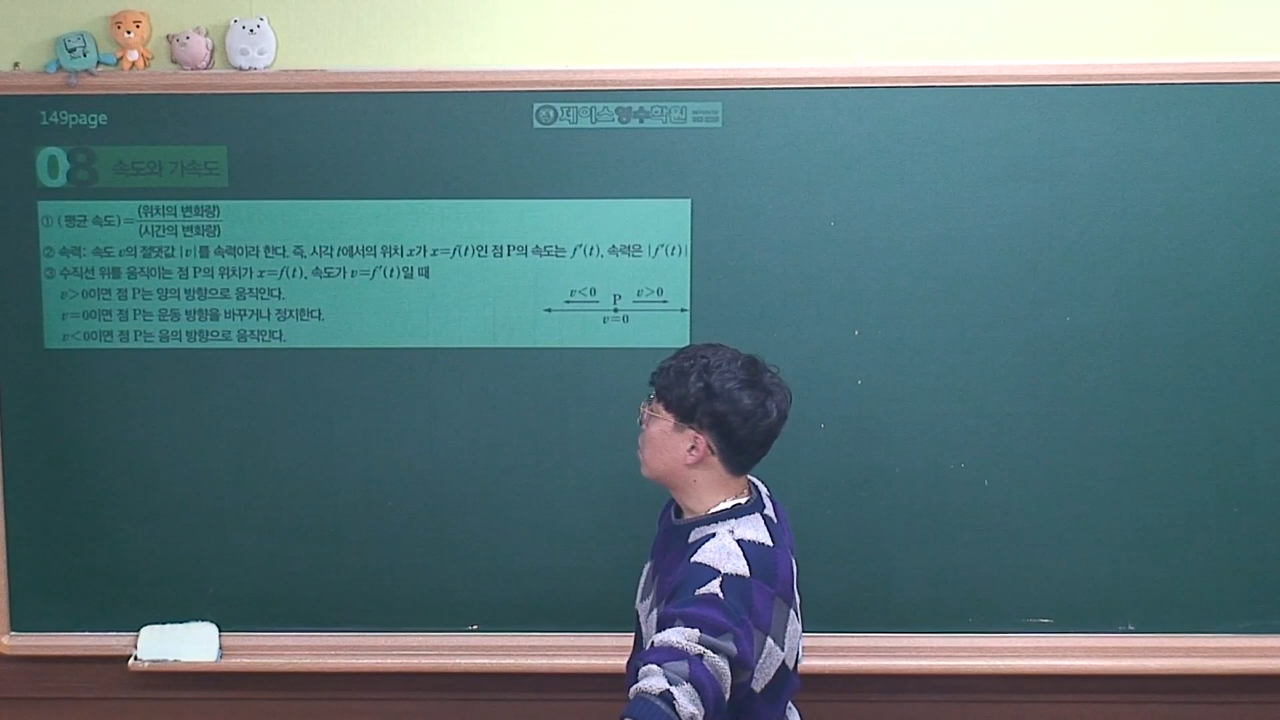 149page
제이스영수학원
08 속도와 가속도
① (평균 속도)=(위치의 변화량)/(시간의 변화량)
② 속력: 속도 v의 절댓값 |v|를 속력이라 한다. 즉, 시각 t에서의 위치 x가 x=f(t)인 점 P의 속도는 f′(t), 속력은 |f′(t)|
③ 수직선 위를 움직이는 점 P의 위치가 x=f(t), 속도가 v=f′(t)일 때
v>0이면 점 P는 양의 방향으로 움직인다.
v=0이면 점 P는 운동 방향을 바꾸거나 정지한다.
v<0이면 점 P는 음의 방향으로 움직인다.
v<0 P v>0
v=0